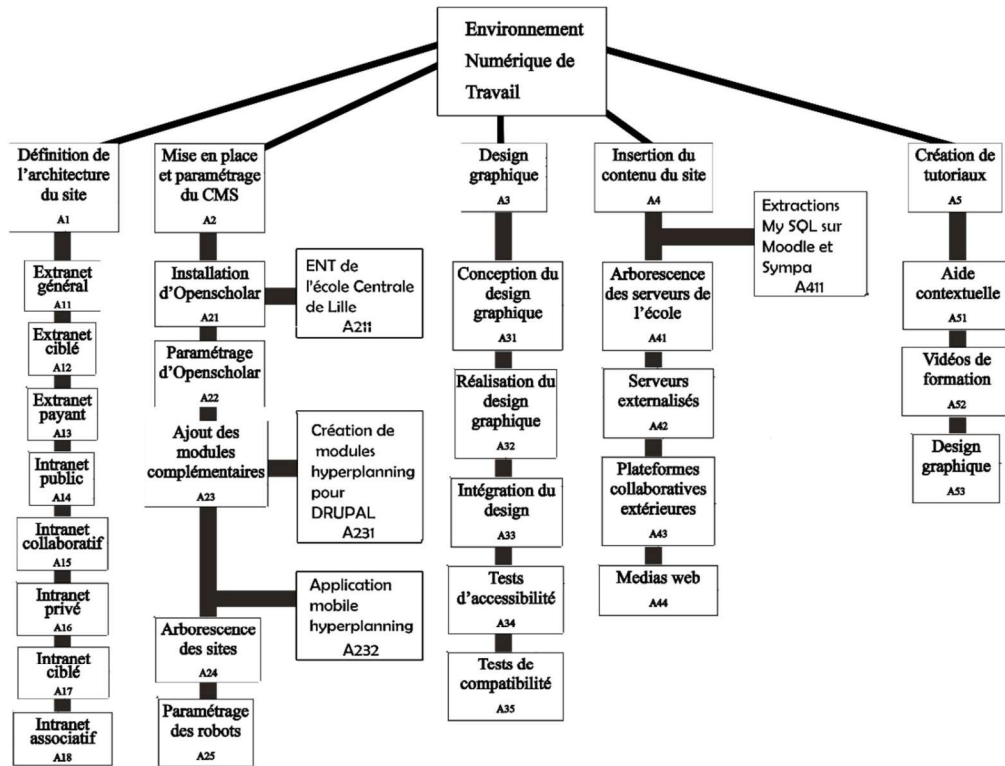 Environnement
Numérique de
Travail
Définition de
l'architecture
du site
A1
Extranet
général
A11
Extranet
ciblé
A12
Extranet
payant
A13
Intranet
public
A14
Intranet
collaboratif
A15
Intranet
privé
A16
Intranet
ciblé
A17
Intranet
associatif
A18
Mise en place
et paramétrage
du CMS
A2
Installation
d'Openscholar
A21
ENT de
l'école Centrale
de Lille
A211
Paramétrage
d'Openscholar
A22
Ajout des
modules
complémentaires
A23
Création de
modules
hyperplanning
pour
DRUPAL
A231
Application
mobile
hyperplanning
A232
Arborescence
des sites
A24
Paramétrage
des robots
A25
Design
graphique
A3
Conception du
design
graphique
A31
Réalisation du
design
graphique
A32
Intégration du
design
A33
Tests
d'accessibilité
A34
Tests de
compatibilité
A35
Insertion du
contenu du site
A4
Extractions
My SQL sur
Moodle et
Sympa
A411
Arborescence
des serveurs de
l'école
A41
Serveurs
externalisés
A42
Plateformes
collaboratives
extérieures
A43
Medias web
A44
Création de
tutoriaux
A5
Aide
contextuelle
A51
Vidéos de
formation
A52
Design
graphique
A53